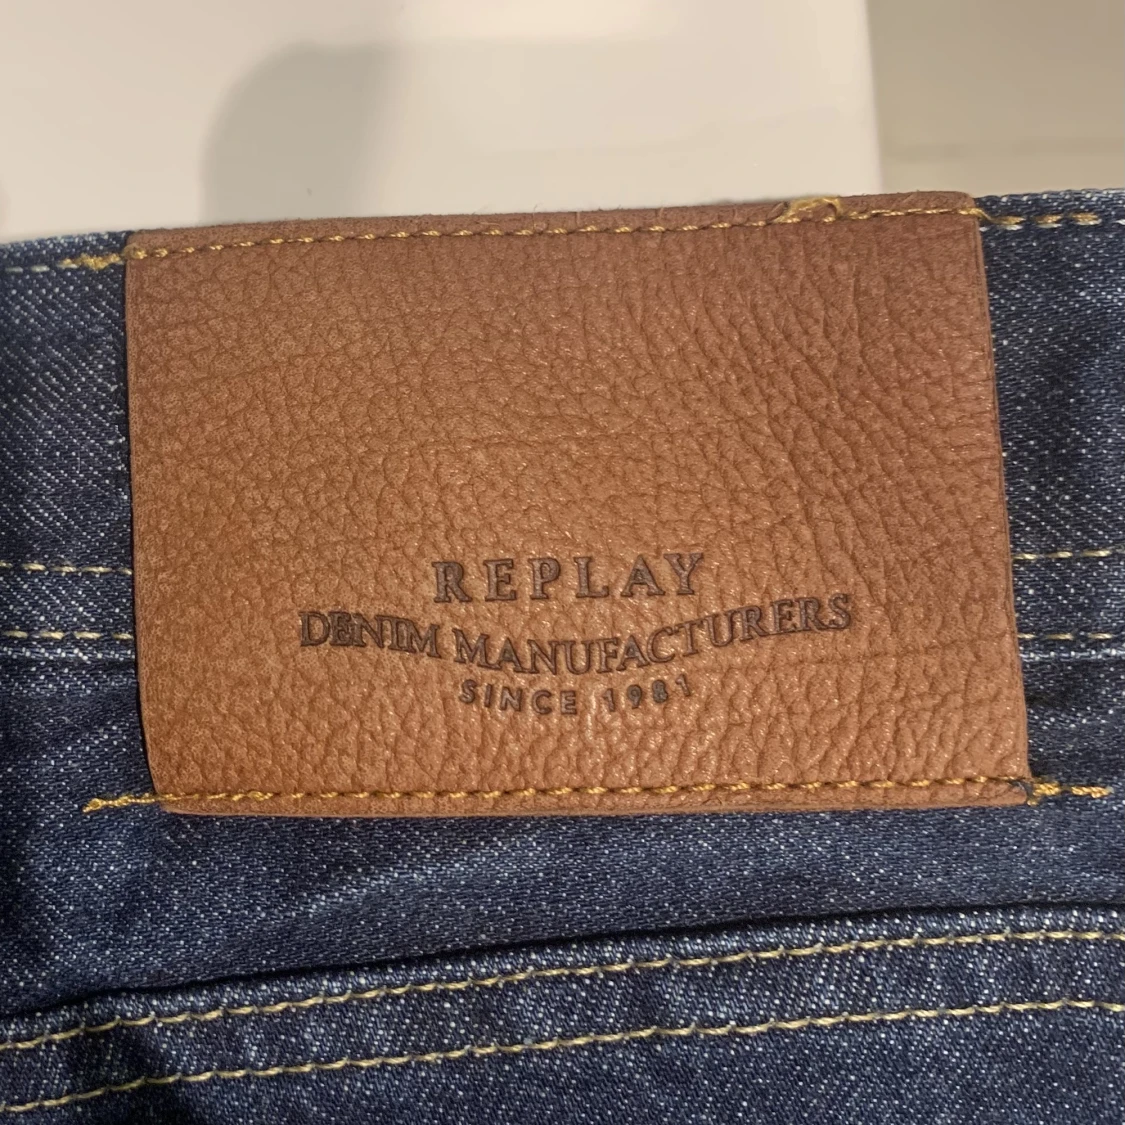 REPLAY
DENIM MANUFACTURERS
SINCE 1981